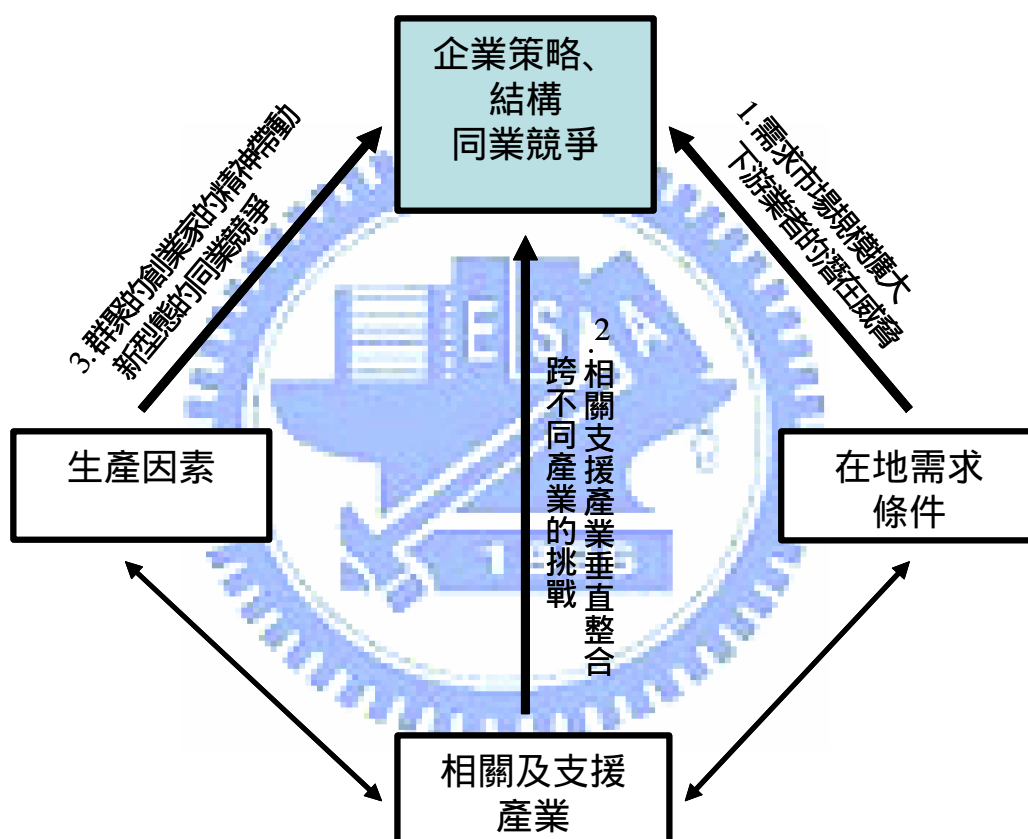 企業策略、
結構
同業競爭
3.群聚的創業家的精神帶動
新型態的同業競爭
1.需求市場規模廣大
下游業者的潛在威脅
2.相關支援產業垂直整合
跨不同產業的挑戰
生產因素
在地需求
條件
相關及支援
產業
E S A